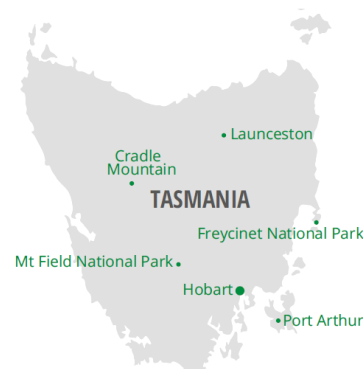 Launceston
Cradle
Mountain
TASMANIA
Freycinet National Park
Mt Field National Park
Hobart
Port Arthur